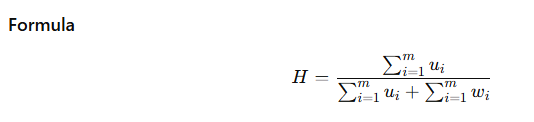 Formula
H = \frac{\sum_{i=1}^{m} u_i}{\sum_{i=1}^{m} u_i + \sum_{i=1}^{m} w_i}